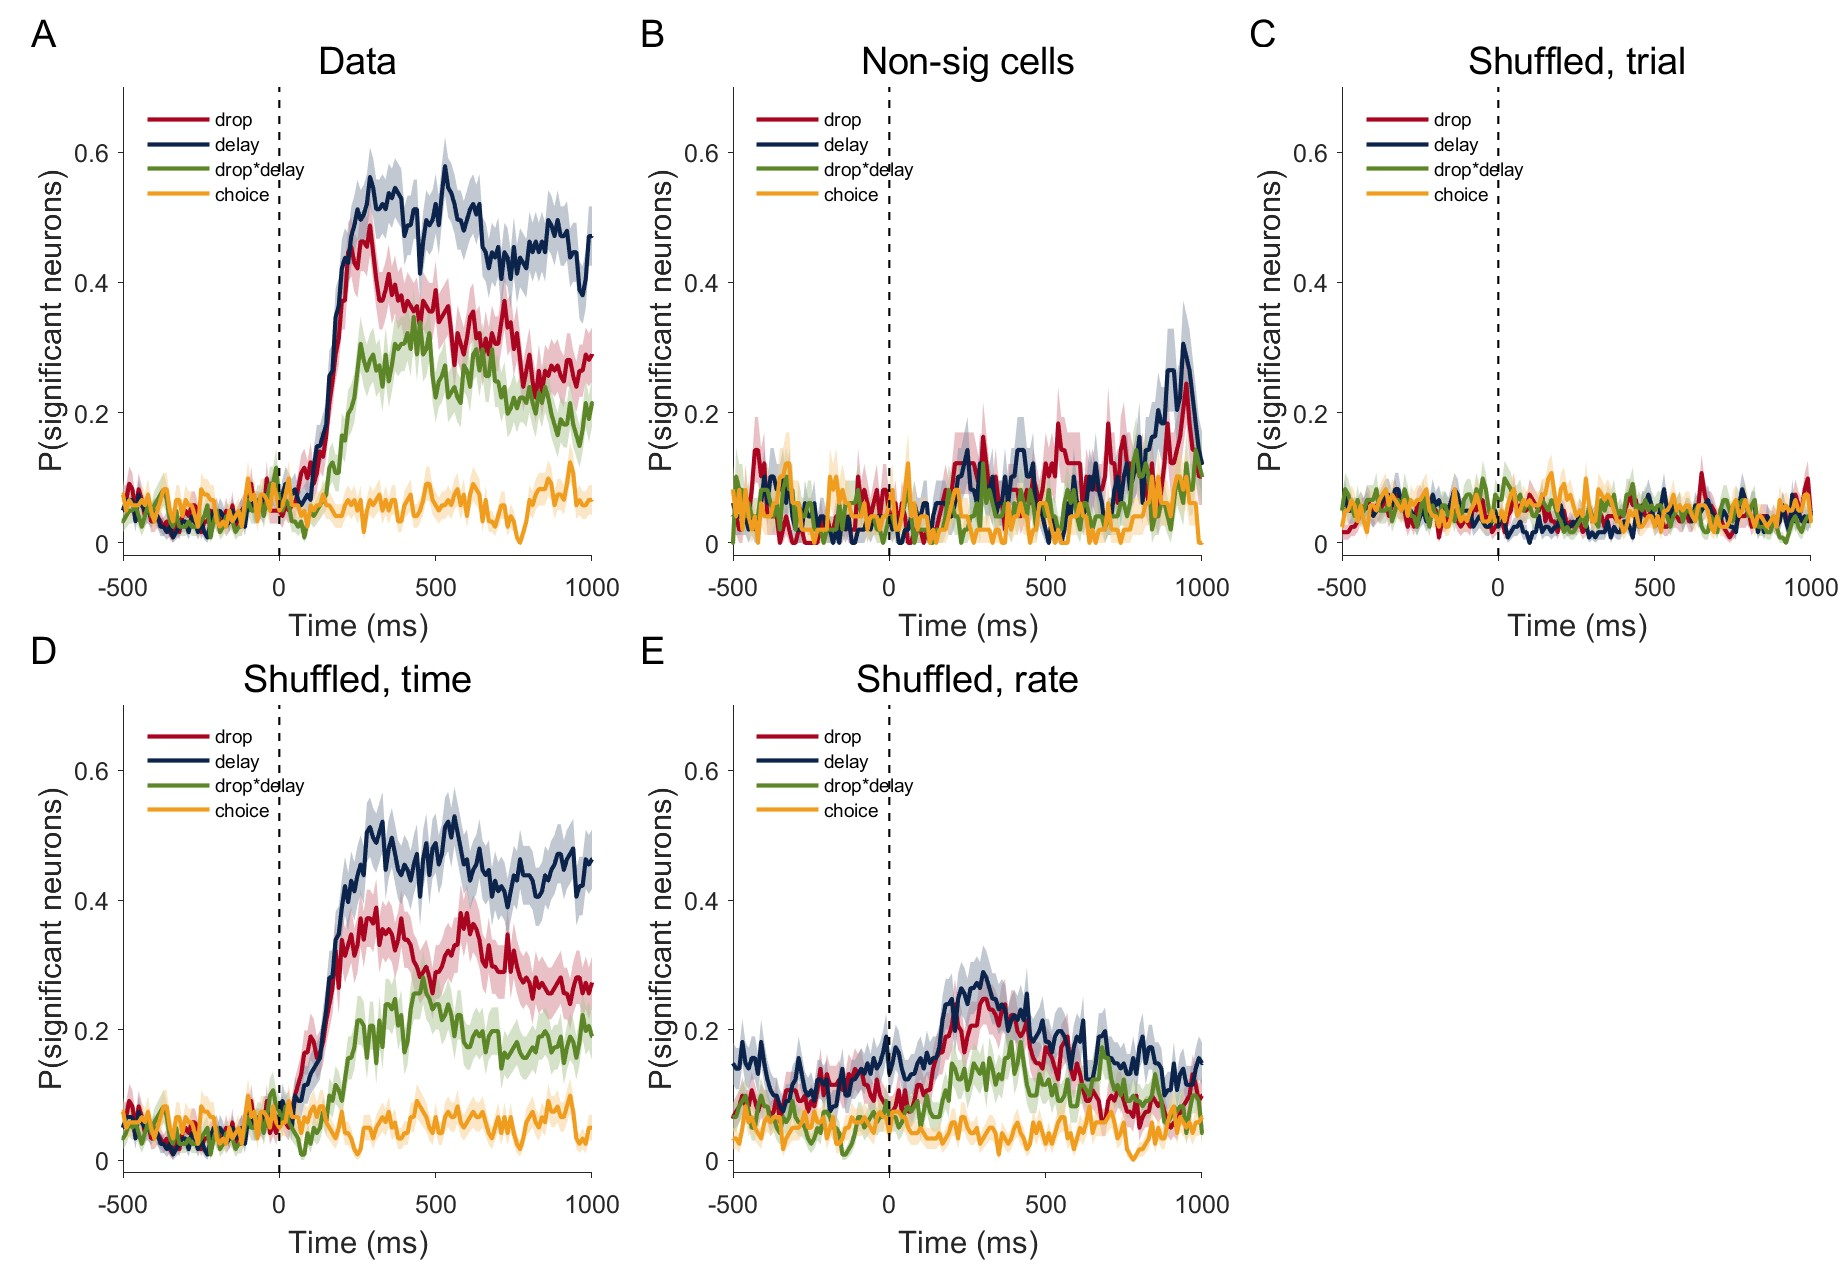 A
Data
drop
delay
drop*delay
choice
P(significant neurons)
0.6
0.4
0.2
0
-500
0
500
1000
Time (ms)
B
Non-sig cells
drop
delay
drop*delay
choice
P(significant neurons)
0.6
0.4
0.2
0
-500
0
500
1000
Time (ms)
C
Shuffled, trial
drop
delay
drop*delay
choice
P(significant neurons)
0.6
0.4
0.2
0
-500
0
500
1000
Time (ms)
D
Shuffled, time
drop
delay
drop*delay
choice
P(significant neurons)
0.6
0.4
0.2
0
-500
0
500
1000
Time (ms)
E
Shuffled, rate
drop
delay
drop*delay
choice
P(significant neurons)
0.6
0.4
0.2
0
-500
0
500
1000
Time (ms)